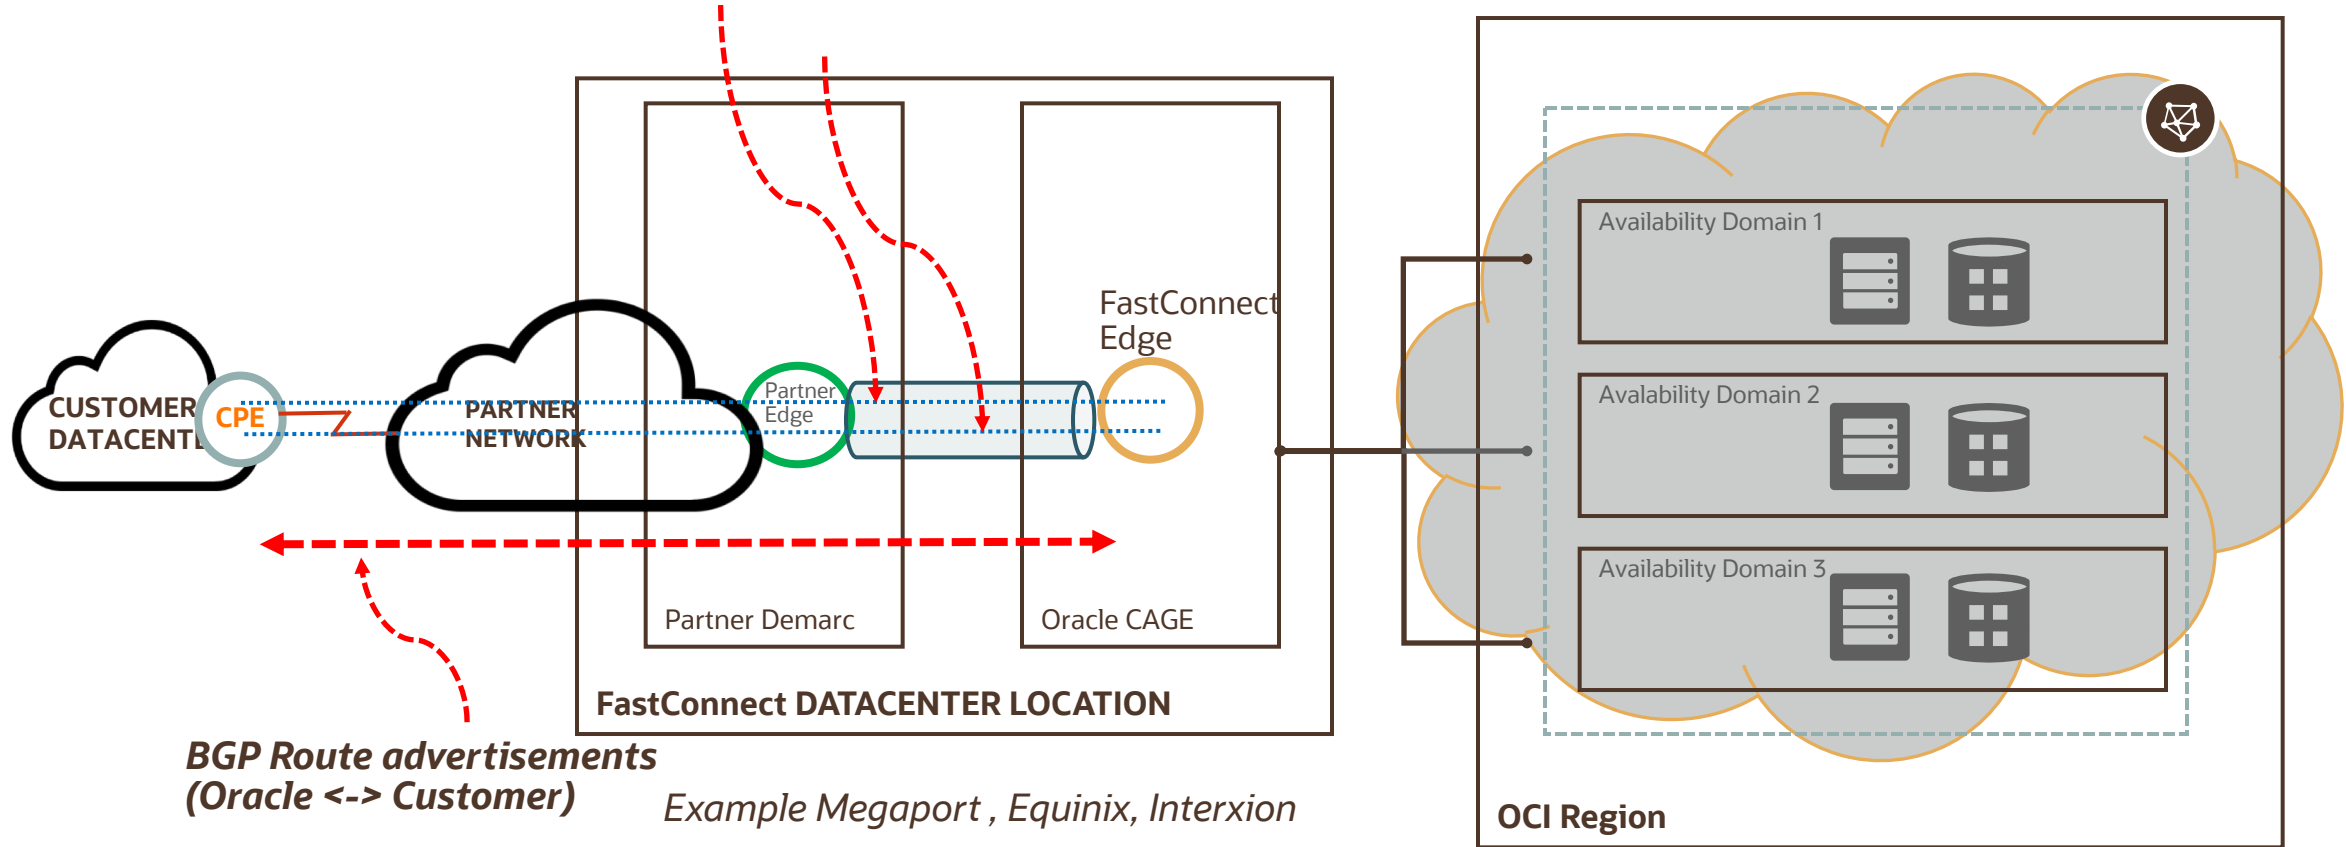 Availability Domain 1
FastConnect
Edge
Partner
Edge
CUSTOMER
DATACENTE
CPE
PARTNER
NETWORK
Avalability Domain 2
Availability Domain 3
Partner Demarc
Oracle CAGE
FastConnect DATACENTER LOCATION
BGP Route advertisements
(Oracle <-> Customer)
Example Megaport , Equinix, Interxion
OCI Region